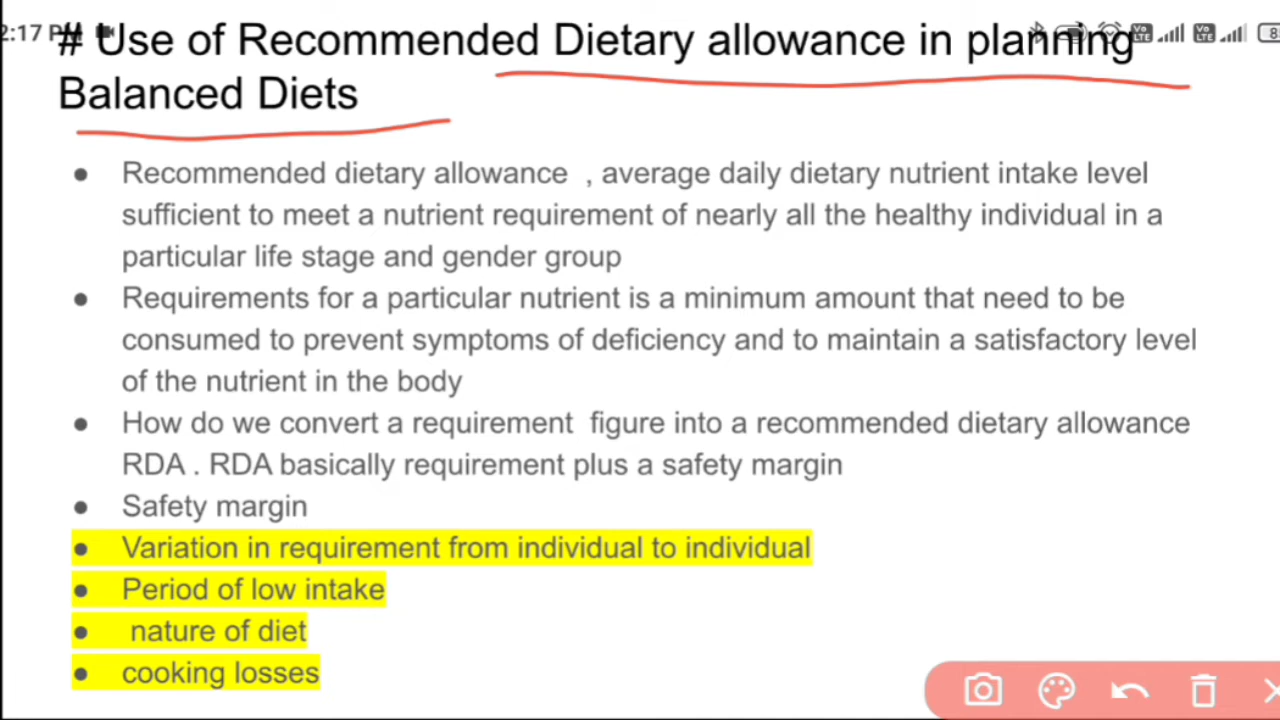 2:17 P
# Use of Recommended Dietary allowance in planning
Balanced Diets
● Recommended dietary allowance , average daily dietary nutrient intake level
sufficient to meet a nutrient requirement of nearly all the healthy individual in a
particular life stage and gender group
● Requirements for a particular nutrient is a minimum amount that need to be
consumed to prevent symptoms of deficiency and to maintain a satisfactory level
of the nutrient in the body
● How do we convert a requirement figure into a recommended dietary allowance
RDA . RDA basically requirement plus a safety margin
● Safety margin
● Variation in requirement from individual to individual
● Period of low intake
● nature of diet
● cooking losses